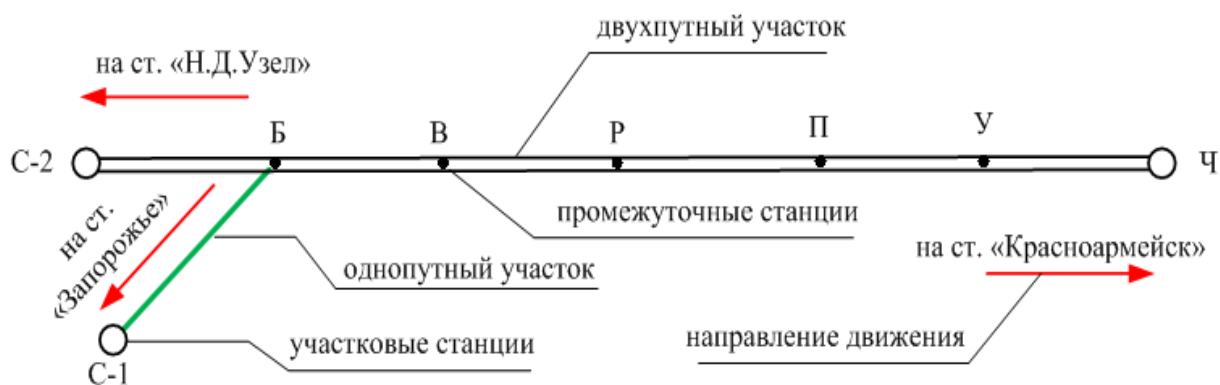 двухпутный участок
на ст. «Н.Д.Узел»
Б
В
Р
П
У
С-2
Ч
на ст.
«Запорожье»
промежуточные станции
на ст. «Красноармейск»
однопутный участок
участковые станции
направление движения
С-1